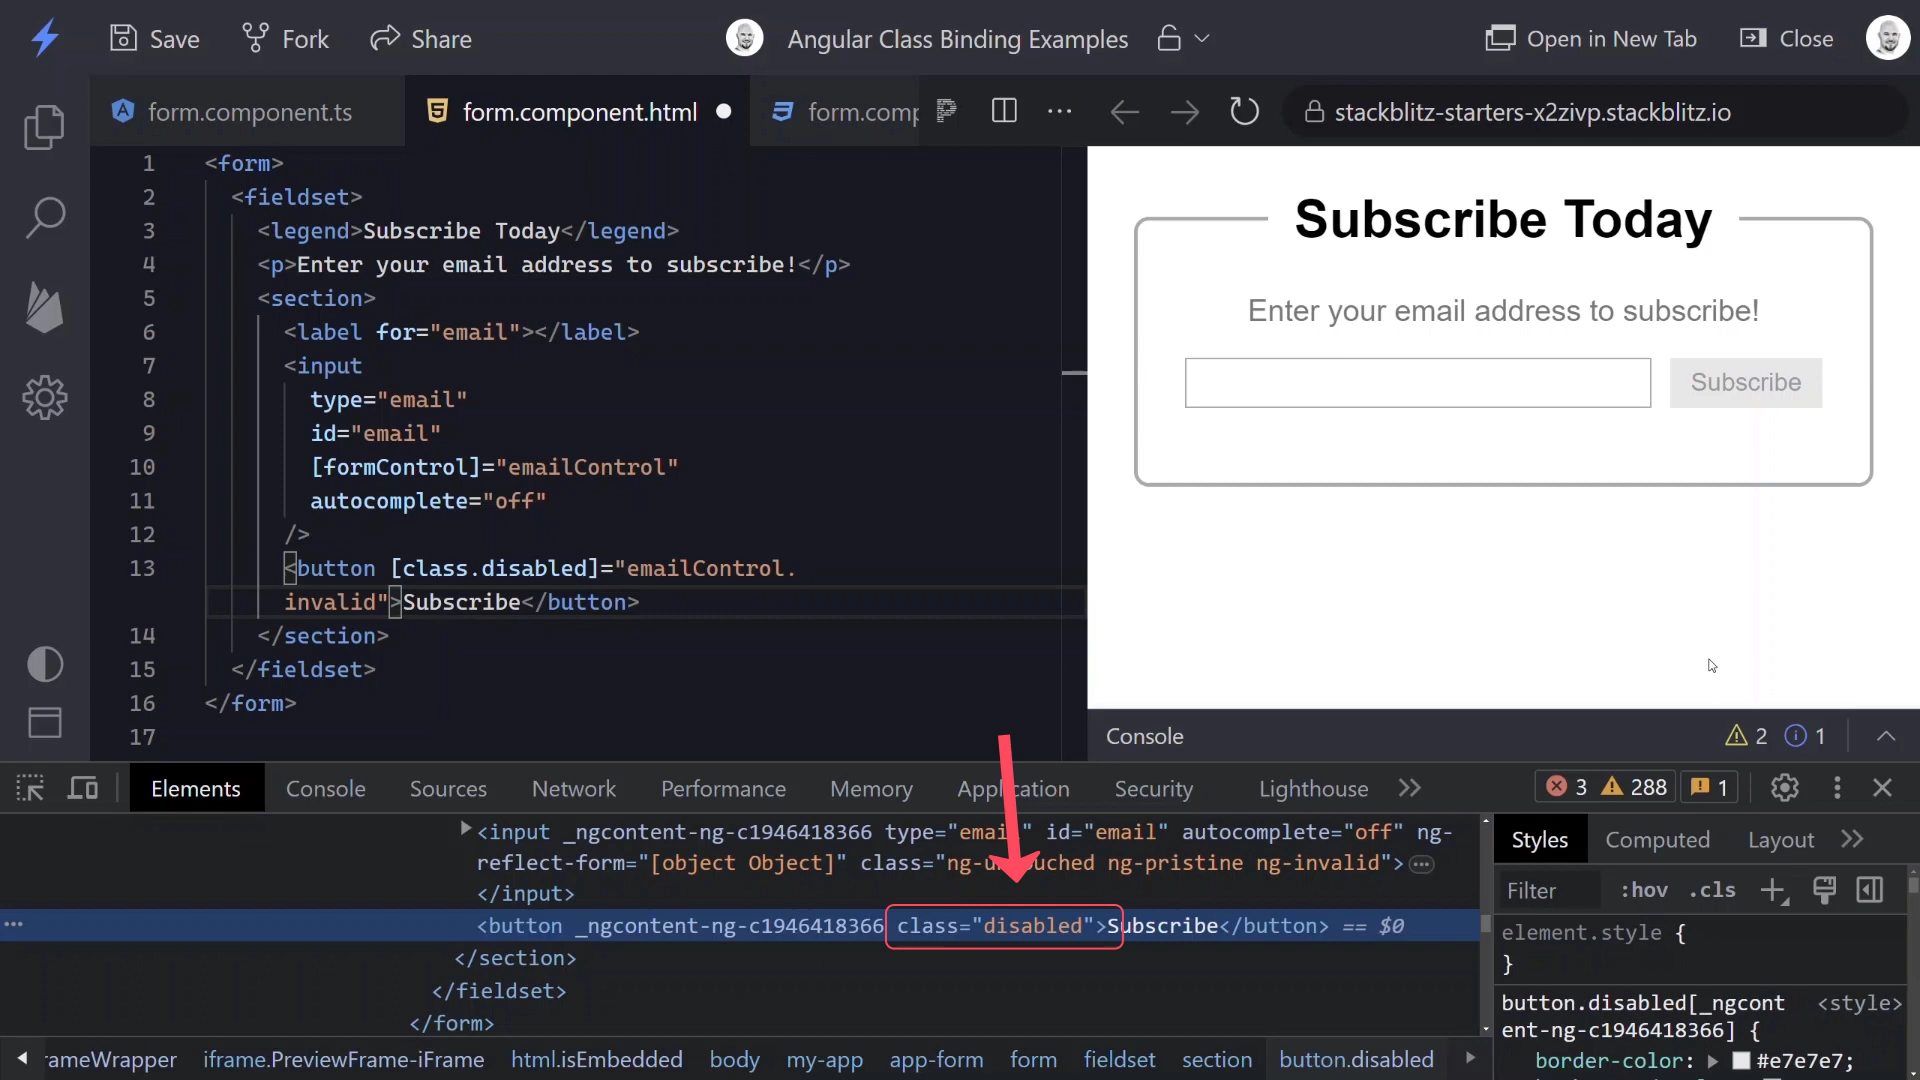 Save
Fork
Share
Angular Class Binding Examples
Open in New Tab
Close
form.component.ts
form.component.html
form.comp
stackblitz-starters-x2zivp.stackblitz.io
1 <form>
2 <fieldset>
3 <legend>Subscribe Today</legend>
4 <p>Enter your email address to subscribe!</p>
5 <section>
6 <label for="email"></label>
7 <input
8 type="email"
9 id="email"
10 [formControl]="emailControl"
11 autocomplete="off"
12 />
13 <button [class.disabled]="emailControl.
invalid">Subscribe</button>
14 </section>
15 </fieldset>
16 </form>
17
Subscribe Today
Enter your email address to subscribe!
Subscribe
Console
2
1
Elements
Console
Sources
Network
Performance
Memory
Application
Security
Lighthouse
3
288
1
<input _ngcontent-ng-c1946418366 type="email" id="email" autocomplete="off" ng-
reflect-form="[object Object]" class="ng-untouched ng-pristine ng-invalid">
</input>
<button _ngcontent-ng-c1946418366 class="disabled">Subscribe</button> == $0
</section>
</fieldset>
</form>
Styles
Computed
Layout
Filter
:hov
.cls
element.style {
}
button.disabled[_ngcont <style>
ent-ng-c1946418366] {
border-color: #e7e7e7;
rameWrapper
iframe.PreviewFrame-iFrame
html.isEmbedded
body
my-app
app-form
form
fieldset
section
button.disabled